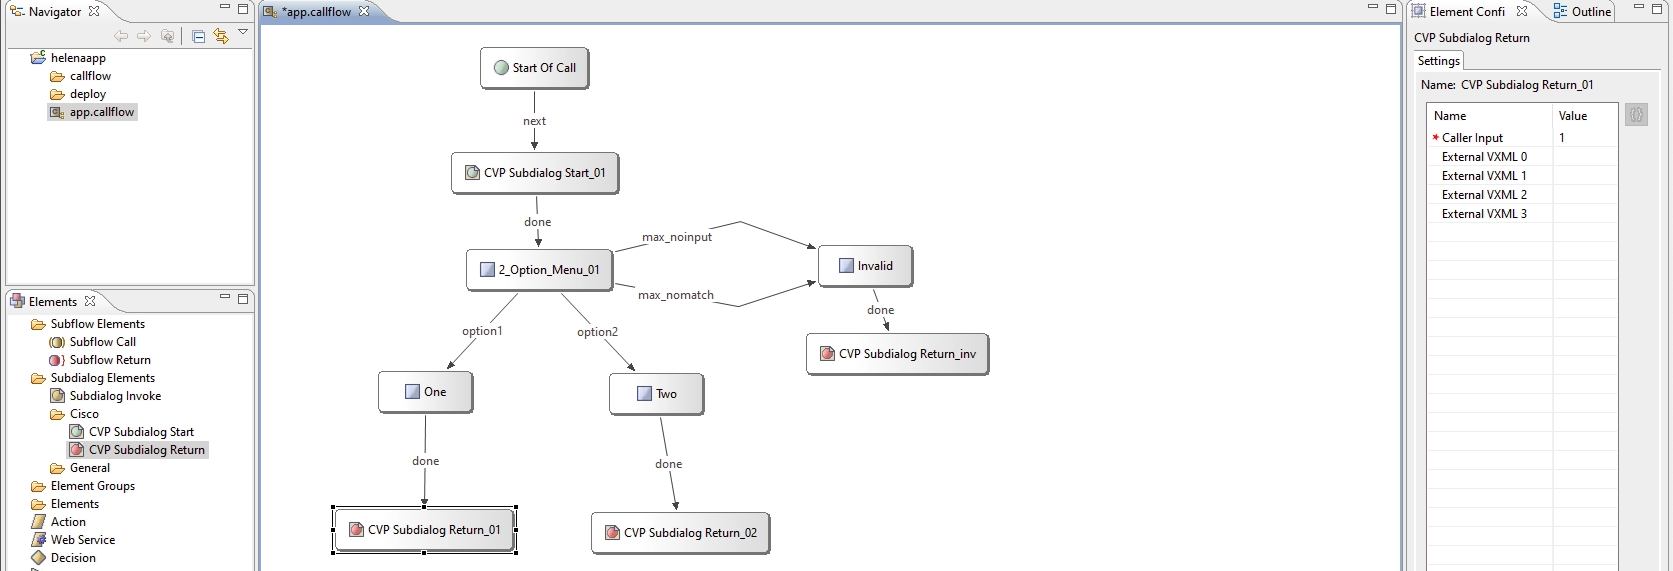 Navigator
helenaapp
callflow
deploy
app.callflow
Elements
Subflow Elements
Subflow Call
Subflow Return
Subdialog Elements
Subdialog Invoke
Cisco
CVP Subdialog Start
CVP Subdialog Return
General
Element Groups
Elements
Action
Web Service
Decision
*app.callflow
Start Of Call
next
CVP Subdialog Start_01
done
2_Option_Menu_01
max_noinput
max_nomatch
Invalid
done
CVP Subdialog Return_inv
option1
option2
One
Two
done
done
CVP Subdialog Return_01
CVP Subdialog Return_02
Element Confi
Outline
CVP Subdialog Return
Settings
Name: CVP Subdialog Return_01
Name Value
* Caller Input 1
External VXML 0
External VXML 1
External VXML 2
External VXML 3